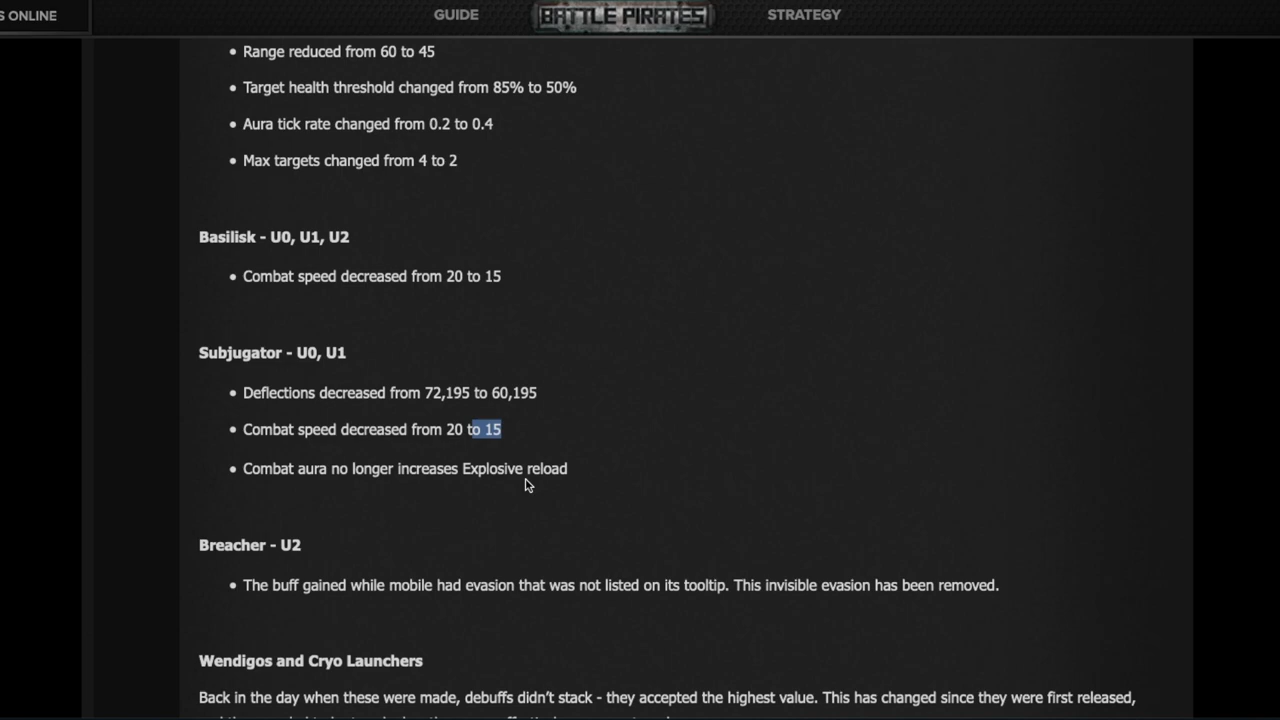 S ONLINE
GUIDE
BATTLE PIRATES
STRATEGY
• Range reduced from 60 to 45
• Target health threshold changed from 85% to 50%
• Aura tick rate changed from 0.2 to 0.4
• Max targets changed from 4 to 2
Basilisk - U0, U1, U2
• Combat speed decreased from 20 to 15
Subjugator - U0, U1
• Deflections decreased from 72,195 to 60,195
• Combat speed decreased from 20 to 15
• Combat aura no longer increases Explosive reload
Breacher - U2
• The buff gained while mobile had evasion that was not listed on its tooltip. This invisible evasion has been removed.
Wendigos and Cryo Launchers
Back in the day when these were made, debuffs didn’t stack - they accepted the highest value. This has changed since they were first released,